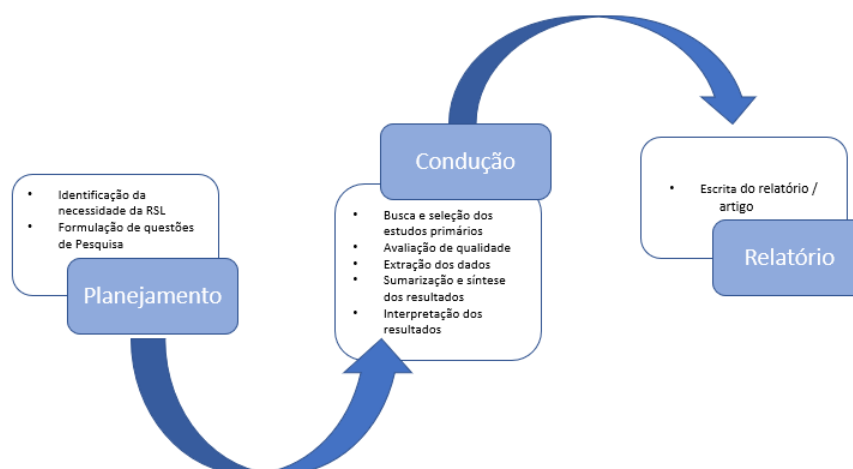 • Identificação da
necessidade da RSL
• Formulação de questões
de Pesquisa
Planejamento
Condução
• Busca e seleção dos
estudos primários
• Avaliação de qualidade
• Extração dos dados
• Sumarização e síntese
dos resultados
• Interpretação dos
resultados
• Escrita do relatório /
artigo
Relatório